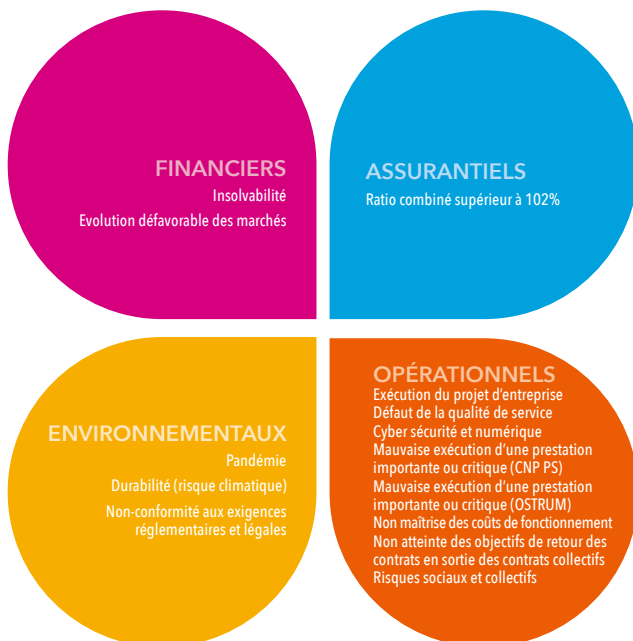 FINANCIERS
Insolvabilité
Evolution défavorable des marchés
ASSURANTIELS
Ratio combiné supérieur à 102%
ENVIRONNEMENTAUX
Pandémie
Durabilité (risque climatique)
Non-conformité aux exigences
réglementaires et légales
OPÉRATIONNELS
Exécution du projet d'entreprise
Défaut de la qualité de service
Cyber sécurité et numérique
Mauvaise exécution d'une prestation
importante ou critique (CNP PS)
Mauvaise exécution d'une prestation
importante ou critique (OSTRUM)
Non maîtrise des coûts de fonctionnement
Non atteinte des objectifs de retour des
contrats en sortie des contrats collectifs
Risques sociaux et collectifs